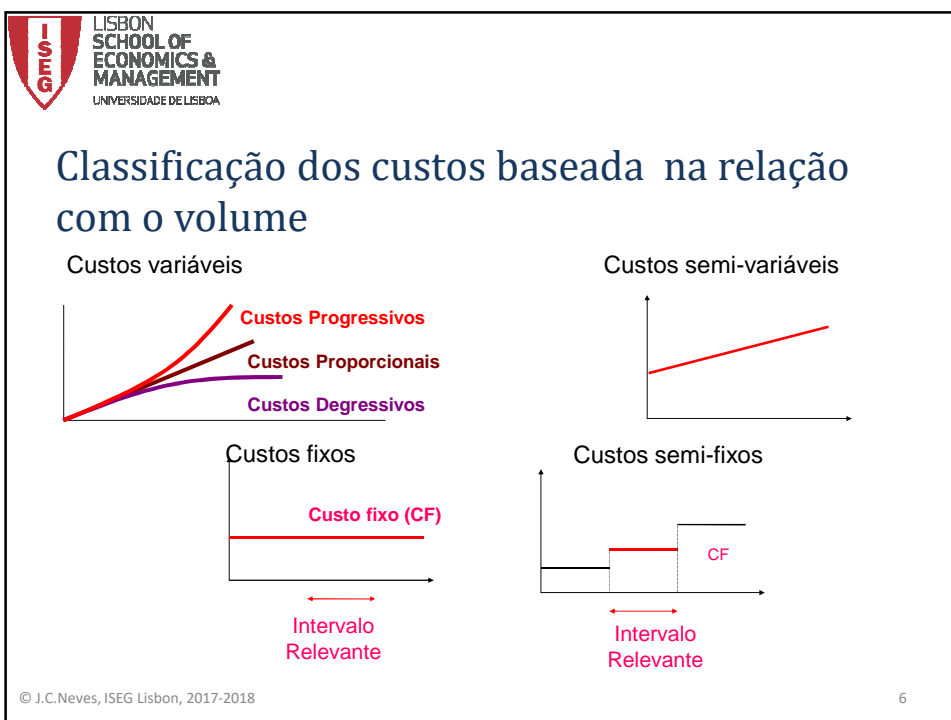 ISEG
LISBON
SCHOOL OF
ECONOMICS &
MANAGEMENT
UNIVERSIDADE DE LISBOA
Classificação dos custos baseada na relação
com o volume
Custos variáveis
Custos Progressivos
Custos Proporcionais
Custos Degressivos
Custos semi-variáveis
Custos fixos
Custo fixo (CF)
Intervalo
Relevante
Custos semi-fixos
CF
Intervalo
Relevante
© J.C.Neves, ISEG Lisbon, 2017-2018
6